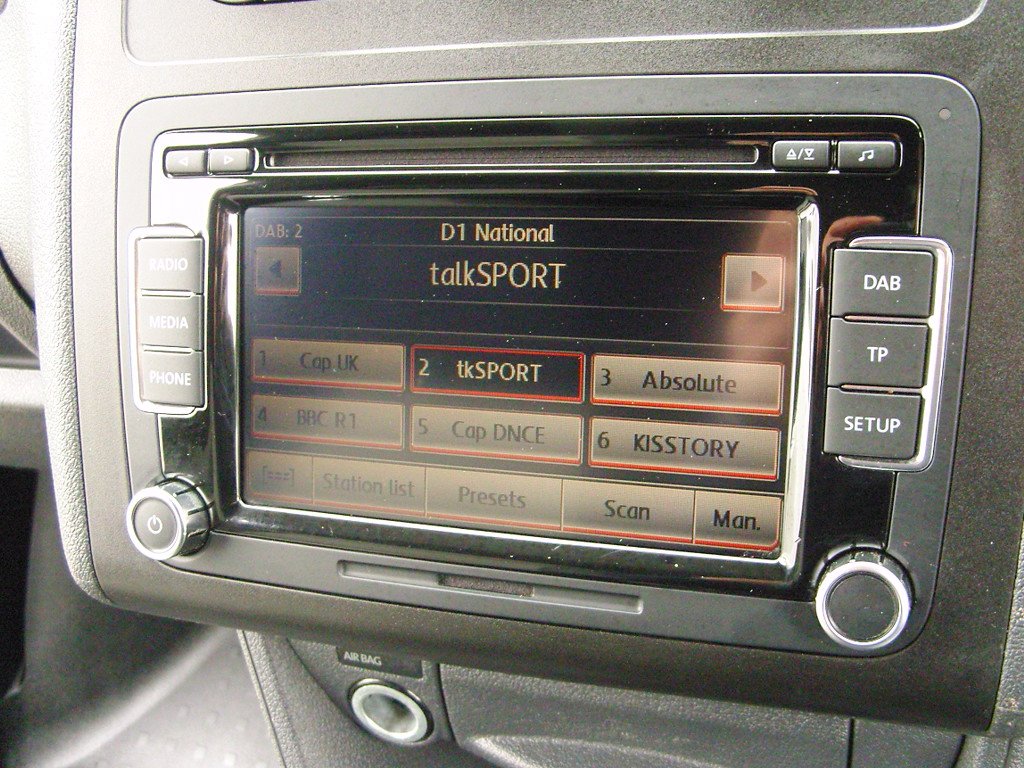 RADIO
MEDIA
PHONE
DAB: 2
D1 National
talkSPORT
1 Cap UK
2 tkSPORT
3 Absolute
4 BBC R1
5 Cap DNCE
6 KISSTORY
Station list
Presets
Scan
Man.
DAB
TP
SETUP
AIR BAG